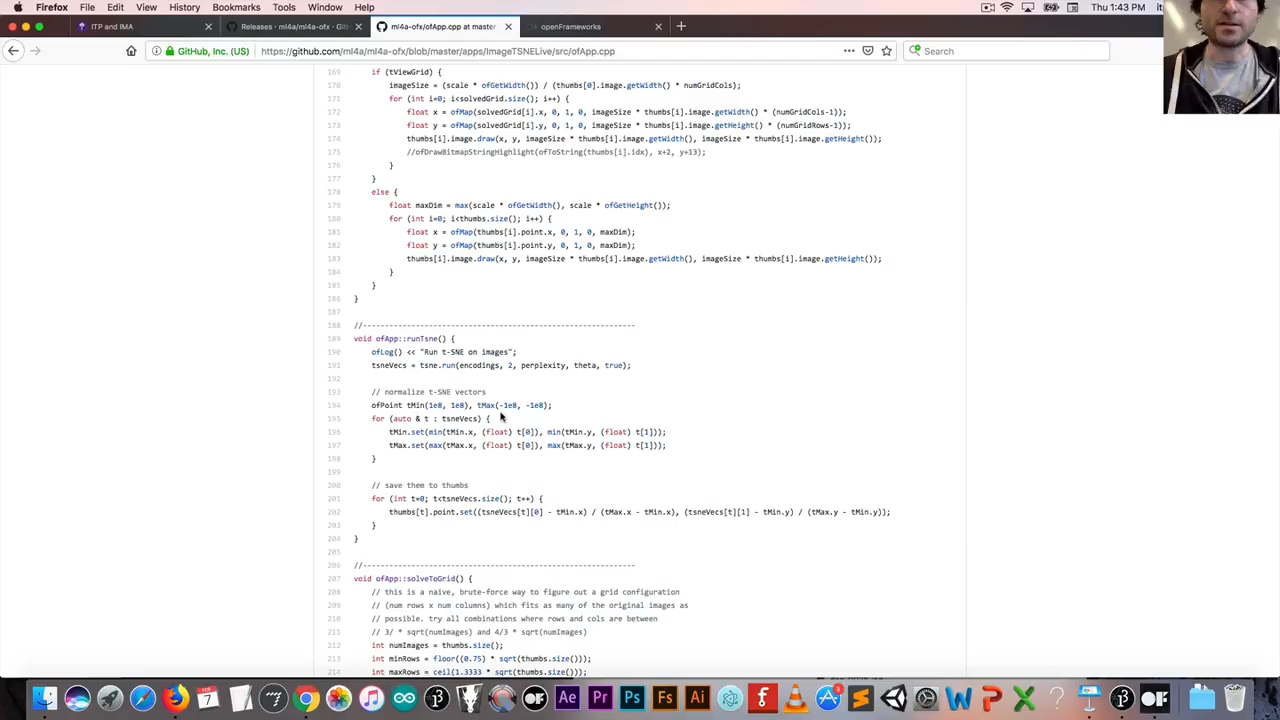 Firefox File Edit View History Bookmarks Tools Window Help Thu 1:43 PM
ITP and IMA Releases · ml4a/ml4a-ofx · Git ml4a-ofx/ofApp.cpp at master openFrameworks
GitHub, Inc. (US) https://github.com/ml4a/ml4a-ofx/blob/master/apps/ImageTSNELive/src/ofApp.cpp Search
169 if (tViewGrid) {
170 imageSize = (scale * ofGetWidth()) / (thumbs[0].image.getWidth() * numGridCols);
171 for (int i=0; i<solvedGrid.size(); i++) {
172 float x = ofMap(solvedGrid[i].x, 0, 1, 0, imageSize * thumbs[i].image.getWidth() * (numGridCols-1));
173 float y = ofMap(solvedGrid[i].y, 0, 1, 0, imageSize * thumbs[i].image.getHeight() * (numGridRows-1));
174 thumbs[i].image.draw(x, y, imageSize * thumbs[i].image.getWidth(), imageSize * thumbs[i].image.getHeight());
175 //ofDrawBitmapStringHighlight(ofToString(thumbs[i].idx), x+2, y+13);
176 }
177 }
178 else {
179 float maxDim = max(scale * ofGetWidth(), scale * ofGetHeight());
180 for (int i=0; i<thumbs.size(); i++) {
181 float x = ofMap(thumbs[i].point.x, 0, 1, 0, maxDim);
182 float y = ofMap(thumbs[i].point.y, 0, 1, 0, maxDim);
183 thumbs[i].image.draw(x, y, imageSize * thumbs[i].image.getWidth(), imageSize * thumbs[i].image.getHeight());
184 }
185 }
186 }
187
188 //--------------------------------------------------------------
189 void ofApp::runTsne() {
190 ofLog() << "Run t-SNE on images";
191 tsneVecs = tsne.run(encodings, 2, perplexity, theta, true);
192
193 // normalize t-SNE vectors
194 ofPoint tMin(1e8, 1e8), tMax(-1e8, -1e8);
195 for (auto & t : tsneVecs) {
196 tMin.set(min(tMin.x, (float) t[0]), min(tMin.y, (float) t[1]));
197 tMax.set(max(tMax.x, (float) t[0]), max(tMax.y, (float) t[1]));
198 }
199
200 // save them to thumbs
201 for (int t=0; t<tsneVecs.size(); t++) {
202 thumbs[t].point.set((tsneVecs[t][0] - tMin.x) / (tMax.x - tMin.x), (tsneVecs[t][1] - tMin.y) / (tMax.y - tMin.y));
203 }
204 }
205
206 //--------------------------------------------------------------
207 void ofApp::solveToGrid() {
208 // this is a naive, brute-force way to figure out a grid configuration
209 // (num rows x num columns) which fits as many of the original images as
210 // possible. try all combinations where rows and cols are between
211 // 3/ * sqrt(numImages) and 4/3 * sqrt(numImages)
212 int numImages = thumbs.size();
213 int minRows = floor((0.75) * sqrt(thumbs.size()));
214 int maxRows = ceil(1.3333 * sqrt(thumbs.size()));